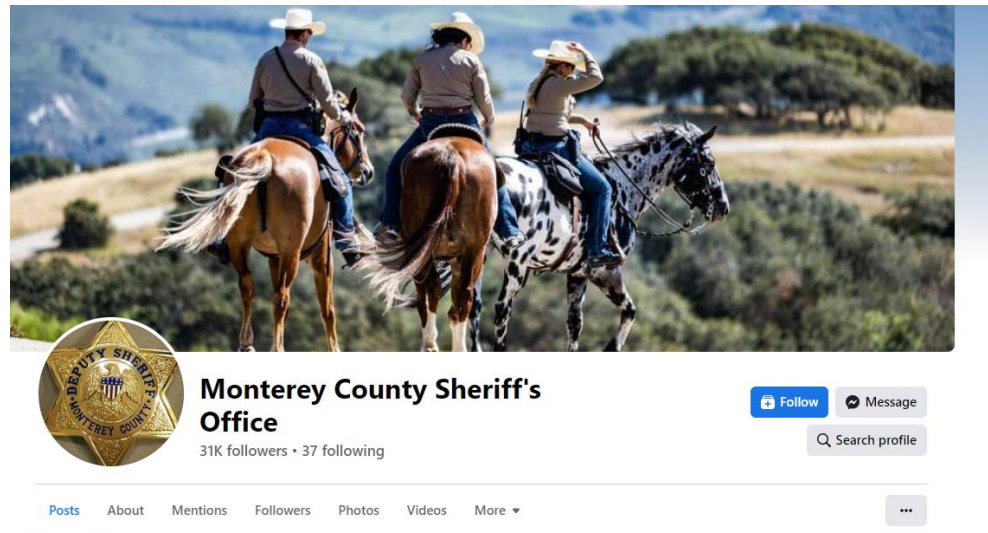 DEPUTY SHERIFF
MONTEREY COUNTY
Monterey County Sheriff's
Office
31K followers • 37 following
Follow
Message
Search profile
Posts
About
Mentions
Followers
Photos
Videos
More